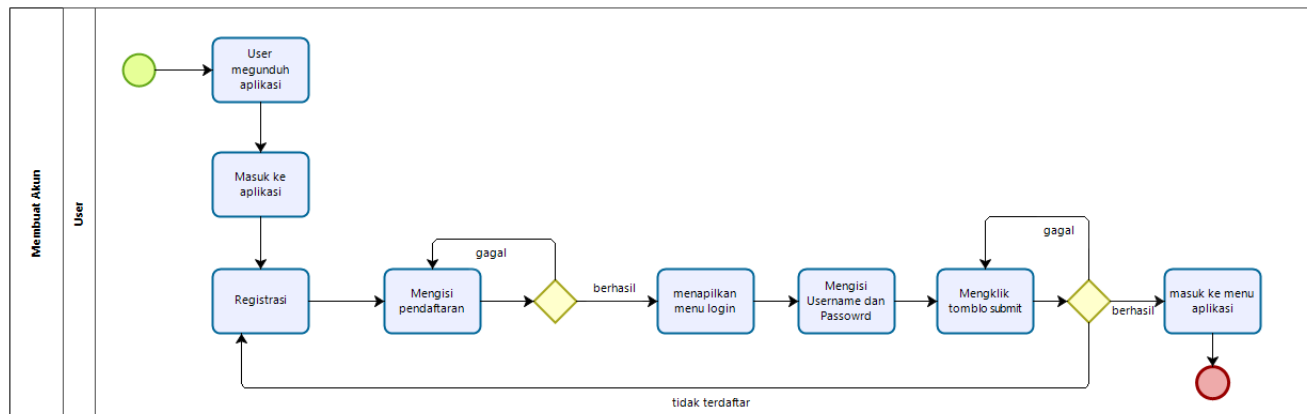 Membuat Akun
User
User
megunduh
aplikasi
Masuk ke
aplikasi
Registrasi
Mengisi
pendaftaran
gagal
berhasil
menapilkan
menu login
Mengisi
Username dan
Passowrd
Mengklik
tomblo submit
gagal
berhasil
masuk ke menu
aplikasi
tidak terdaftar